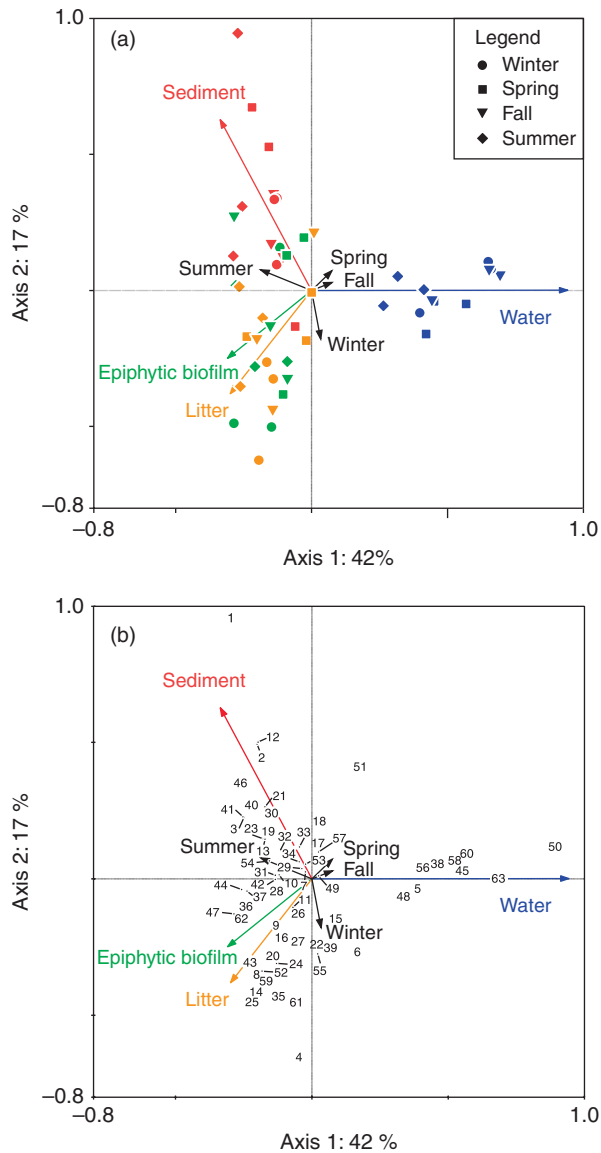 1.0
(a)
Legend
Winter
Spring
Fall
Summer
Sediment
Summer
Spring
Fall
Water
Winter
Epiphytic biofilm
Litter
Axis 2: 17 %
–0.8
–0.8
1.0
Axis 1: 42%
1.0
(b)
1
Sediment
12
2
51
46
21
41
40
30
18
3
23
19
32
33
57
17
13
Summer
34
Spring
60
50
54
53
58
56
38
29
Fall
45
31
63
42
10
7
49
5
44
28
Water
37
11
48
36
26
47
62
15
9
Winter
16
27
22
39
6
Epiphytic biofilm
20
43
24
8
52
55
59
Litter
14
35
25
61
4
Axis 2: 17 %
–0.8
–0.8
1.0
Axis 1: 42 %